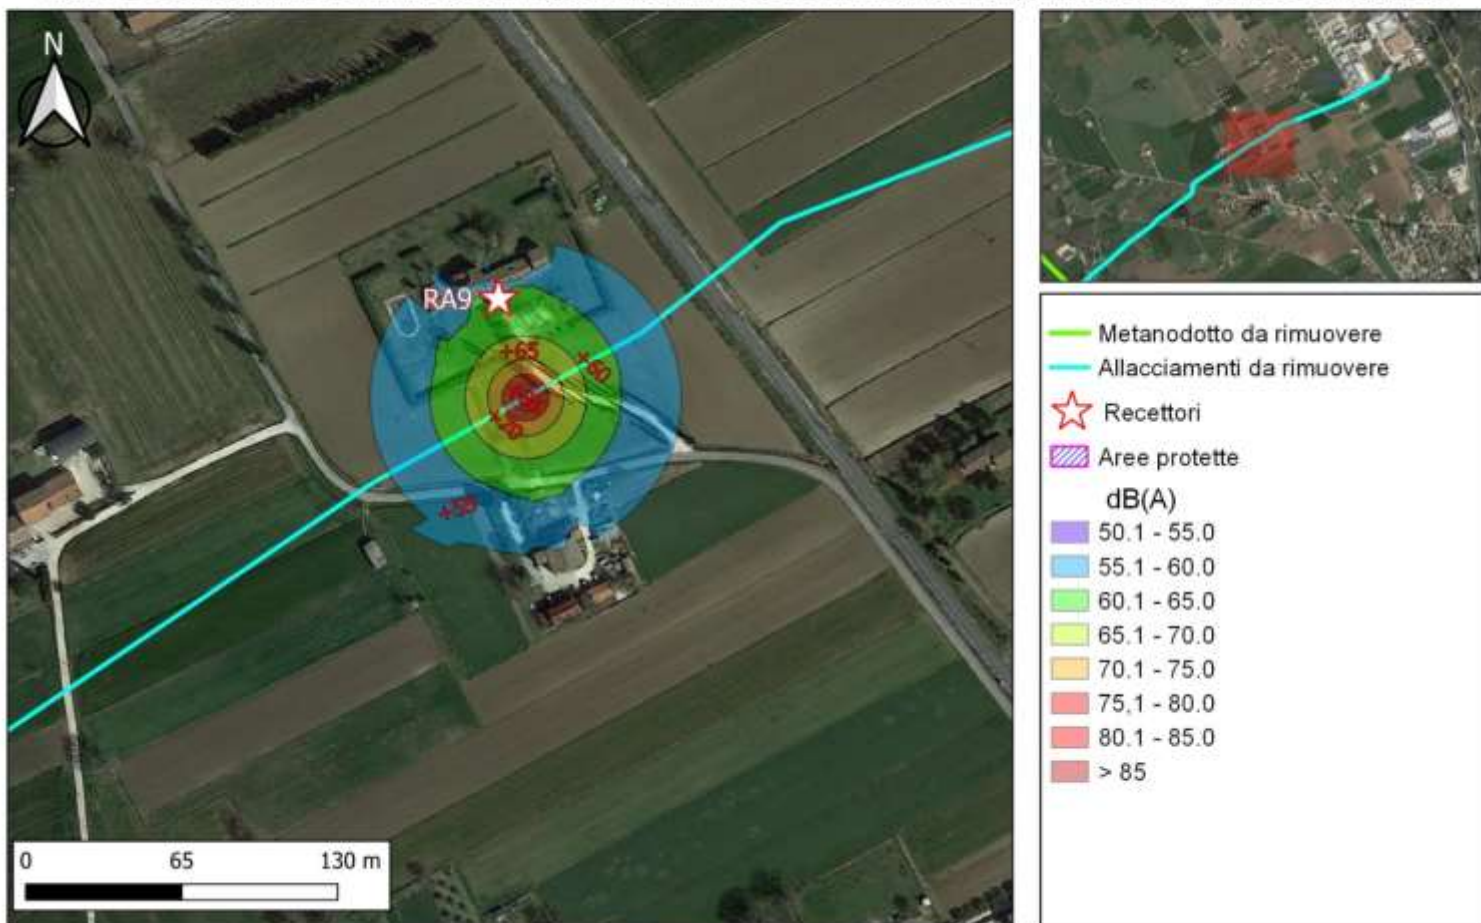 N
RA9
+65
+60
+70
+55
0 65 130 m
Metanodotto da rimuovere
Allacciamenti da rimuovere
Recettori
Aree protette
dB(A)
50.1 - 55.0
55.1 - 60.0
60.1 - 65.0
65.1 - 70.0
70.1 - 75.0
75,1 - 80.0
80.1 - 85.0
> 85